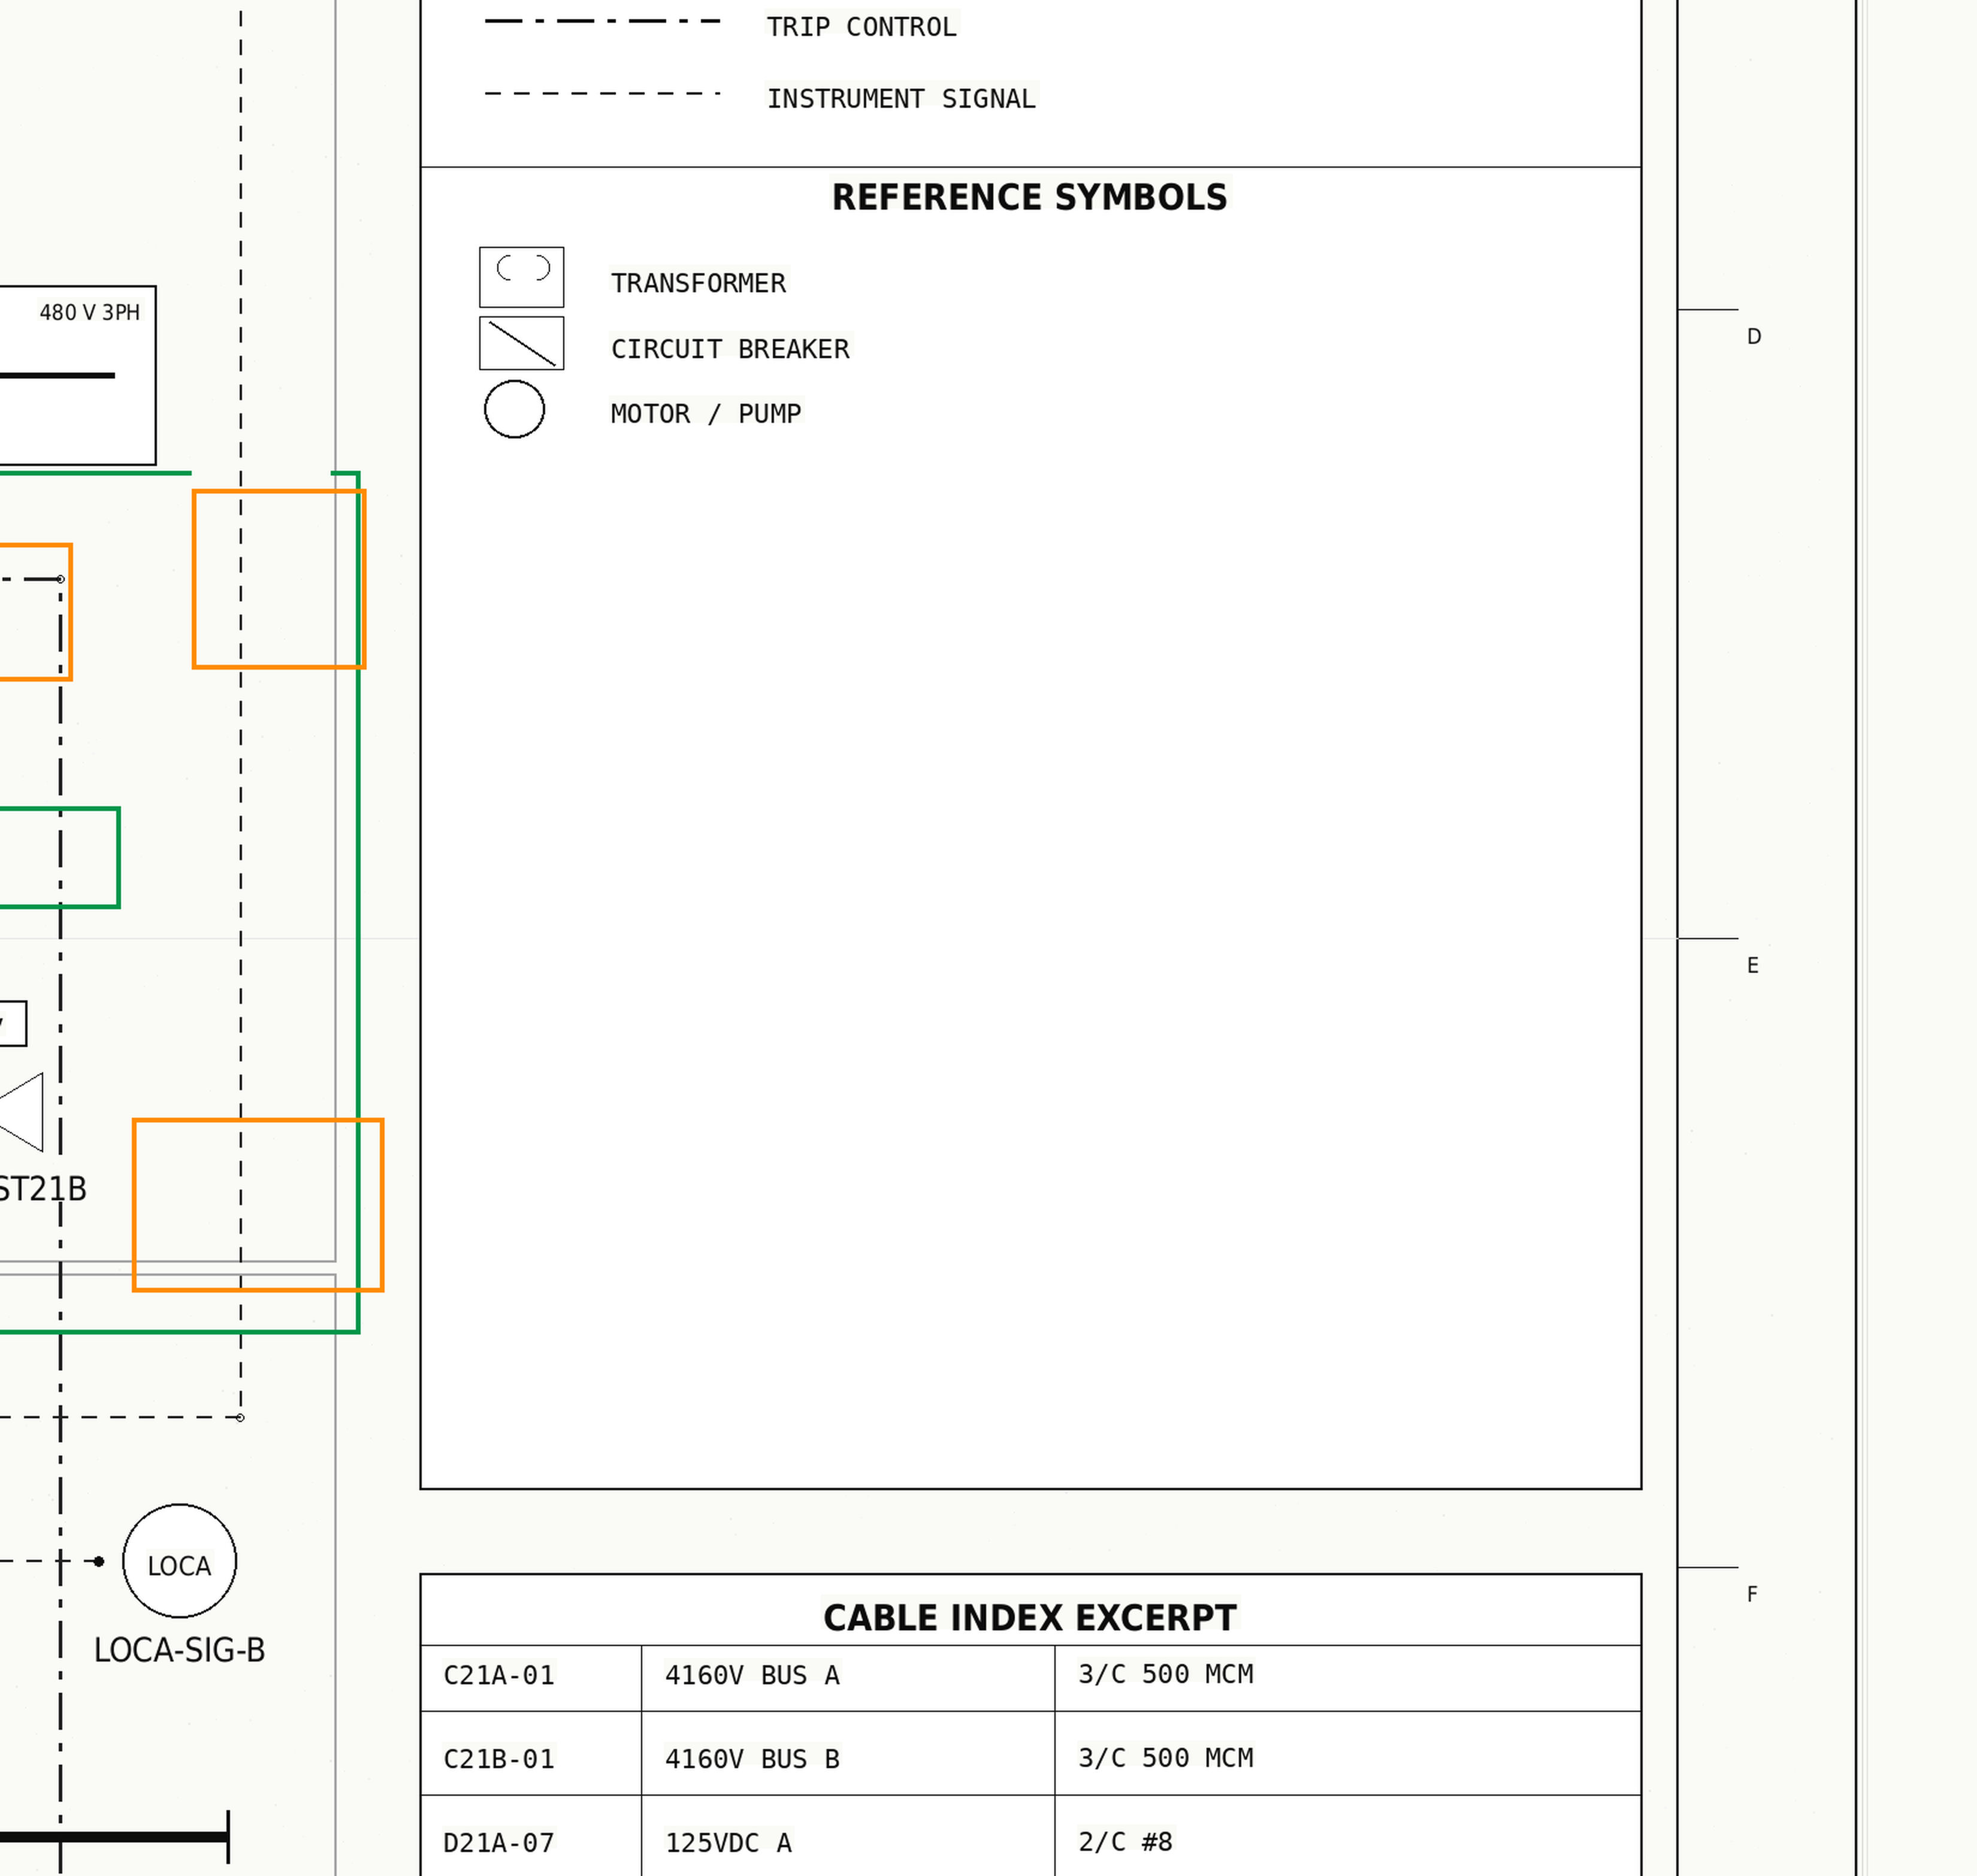 TRIP CONTROL
INSTRUMENT SIGNAL
REFERENCE SYMBOLS
TRANSFORMER
CIRCUIT BREAKER
MOTOR / PUMP
480 V 3PH
D
E
ST21B
F
LOCA
LOCA-SIG-B
CABLE INDEX EXCERPT
C21A-01 4160V BUS A 3/C 500 MCM
C21B-01 4160V BUS B 3/C 500 MCM
D21A-07 125VDC A 2/C #8